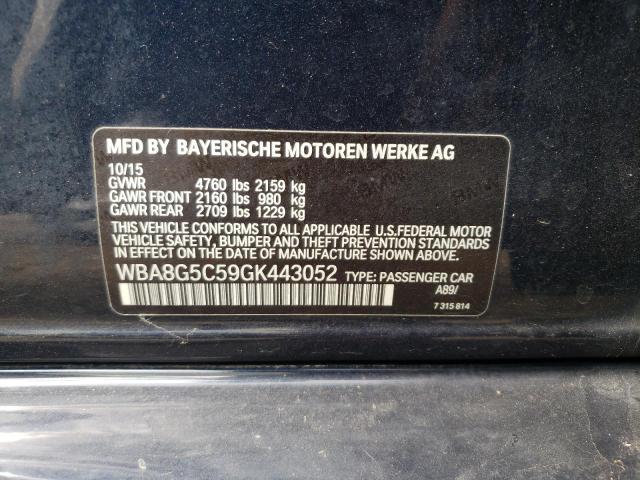 MFD BY BAYERISCHE MOTOREN WERKE AG
10/15
GVWR 4760 lbs 2159 kg
GAWR FRONT 2160 lbs 980 kg
GAWR REAR 2709 lbs 1229 kg
THIS VEHICLE CONFORMS TO ALL APPLICABLE U.S.FEDERAL MOTOR
VEHICLE SAFETY, BUMPER AND THEFT PREVENTION STANDARDS
IN EFFECT ON THE DATE OF MANUFACTURE SHOWN ABOVE.
WBA8G5C59GK443052 TYPE: PASSENGER CAR
A89/
7 315 814